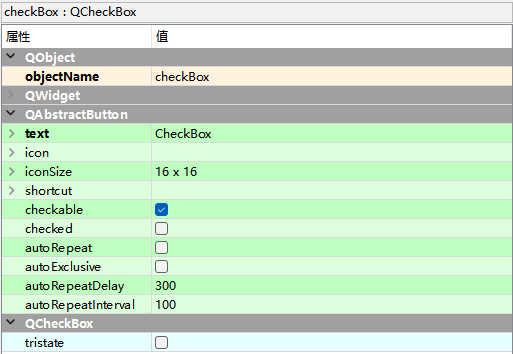 checkBox : QCheckBox
属性 值
QObject
objectName checkBox
QWidget
QAbstractButton
text CheckBox
icon
iconSize 16 x 16
shortcut
checkable
checked
autoRepeat
autoExclusive
autoRepeatDelay 300
autoRepeatInterval 100
QCheckBox
tristate